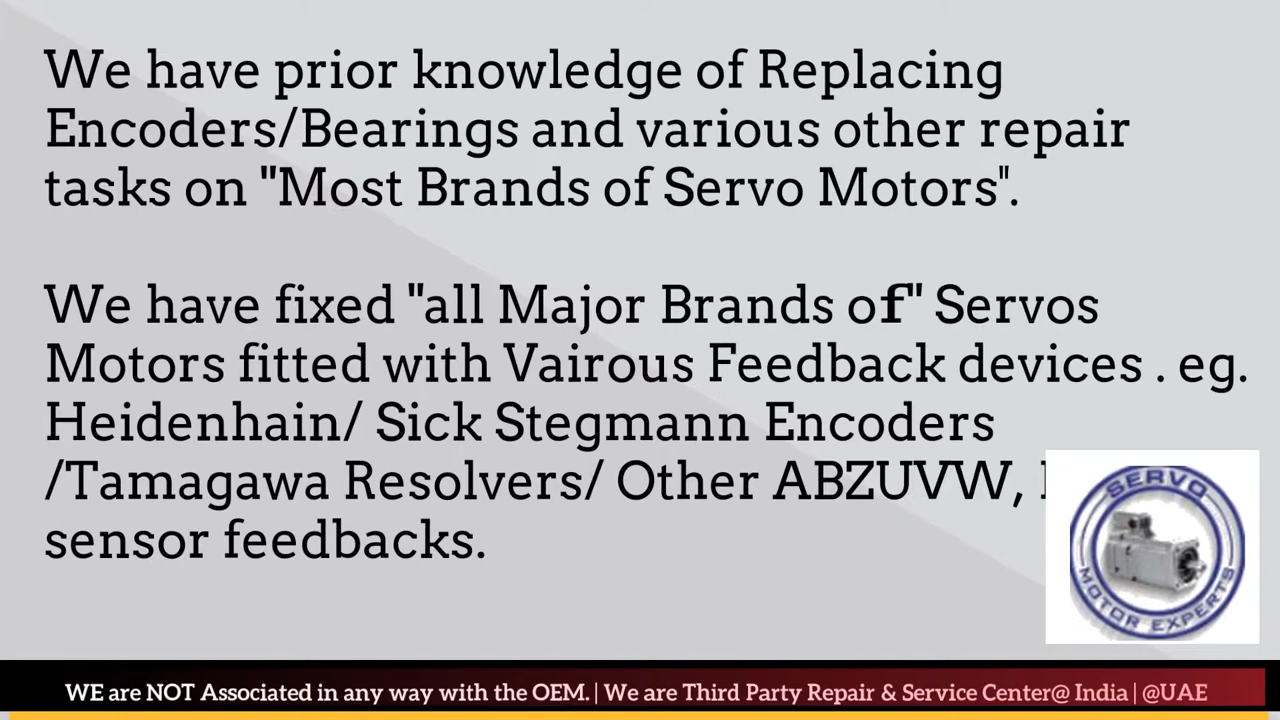 We have prior knowledge of Replacing
Encoders/Bearings and various other repair
tasks on "Most Brands of Servo Motors".
We have fixed "all Major Brands of" Servos
Motors fitted with Vairous Feedback devices . eg.
Heidenhain/ Sick Stegmann Encoders
/Tamagawa Resolvers/ Other ABZUVW,
sensor feedbacks.
SERVO
MOTOR EXPERTS
WE are NOT Associated in any way with the OEM. | We are Third Party Repair & Service Center@ India | @UAE